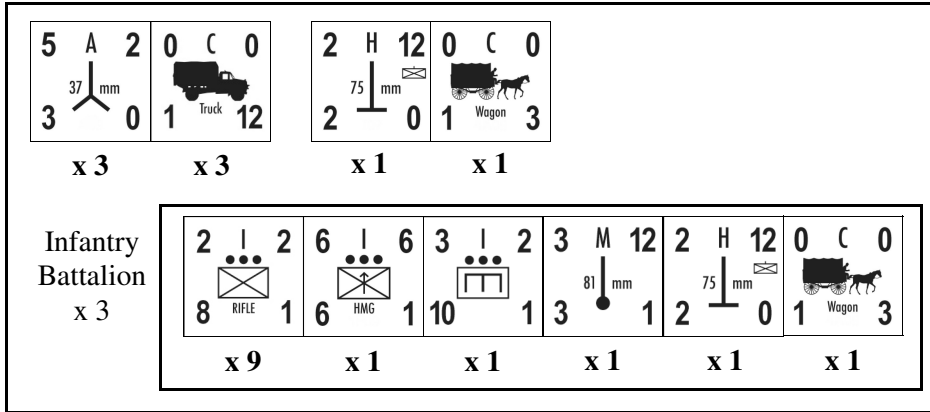 5 A 2 0 C 0 2 H 12 0 C 0
37 mm 75 mm
Truck Wagon
3 0 1 12 2 0 1 3
x 3 x 3 x 1 x 1
Infantry
Battalion
x 3
2 I 2 6 I 6 3 I 2 3 M 12 2 H 12 0 C 0
81 mm 75 mm
RIFLE HMG Wagon
8 1 6 1 10 1 3 1 2 0 1 3
x 9 x 1 x 1 x 1 x 1 x 1